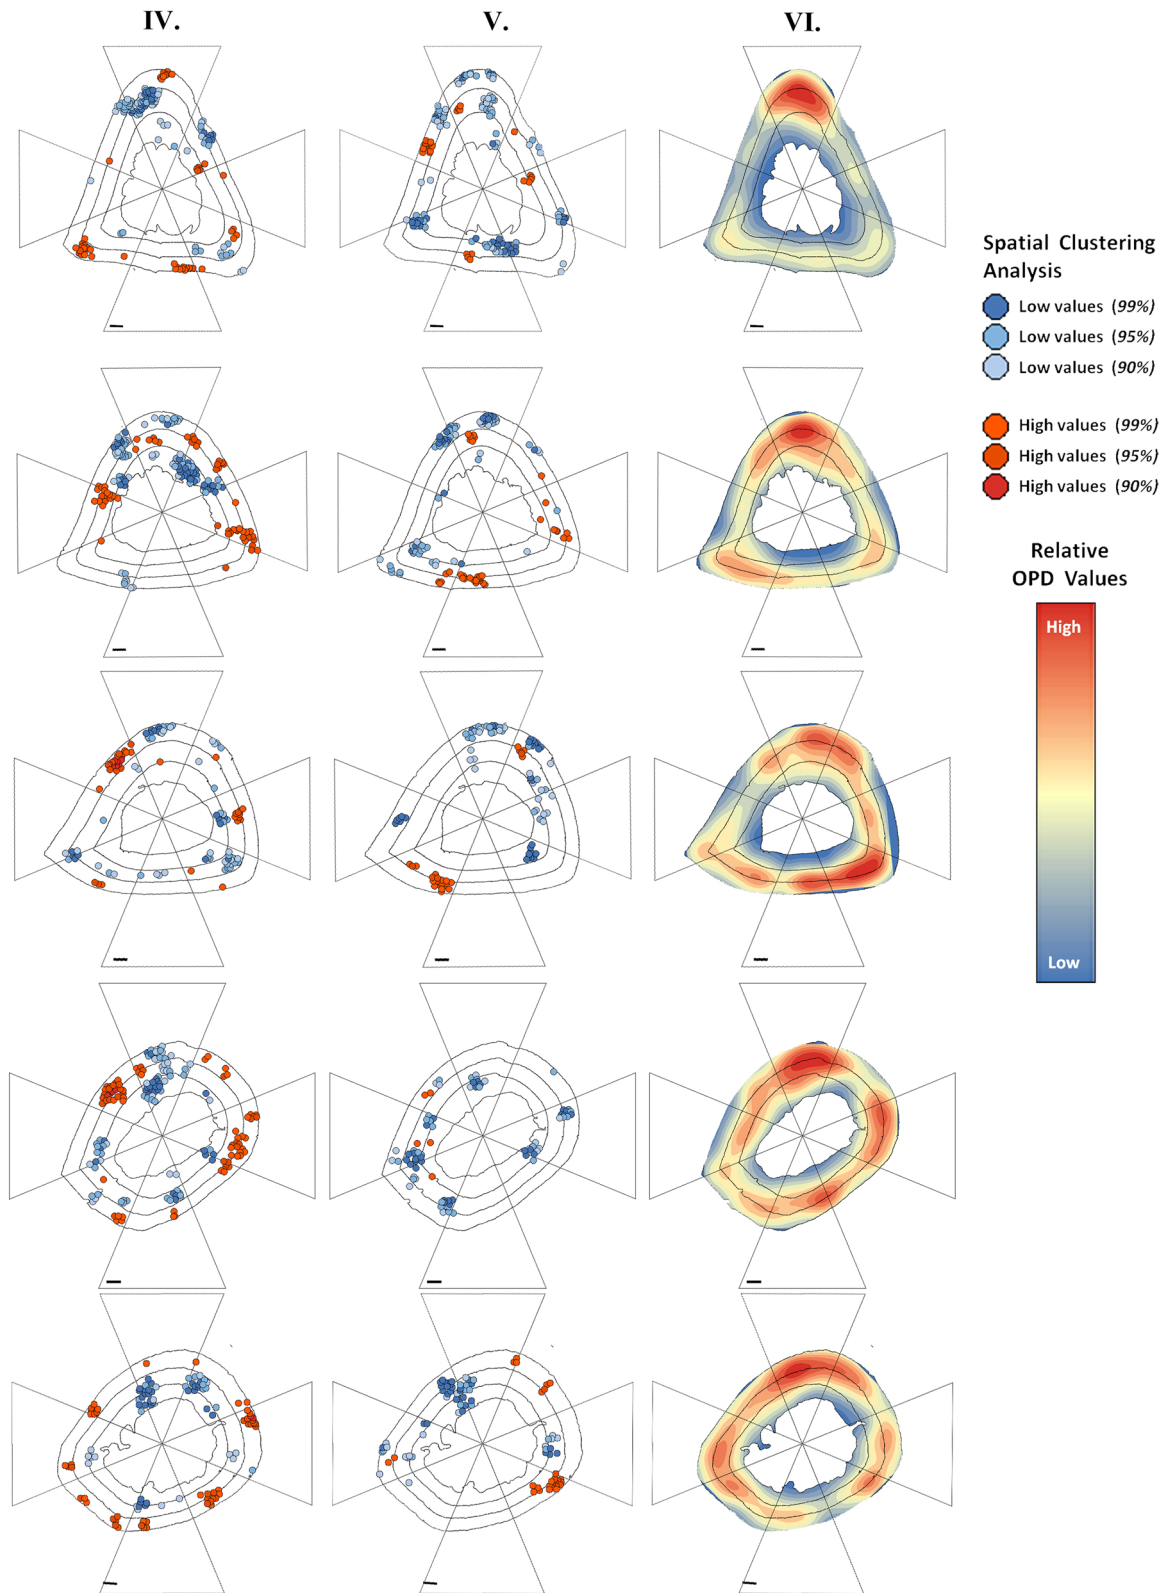 IV. V. VI.
Spatial Clustering
Analysis
Low values (99%)
Low values (95%)
Low values (90%)
High values (99%)
High values (95%)
High values (90%)
Relative
OPD Values
High
Low